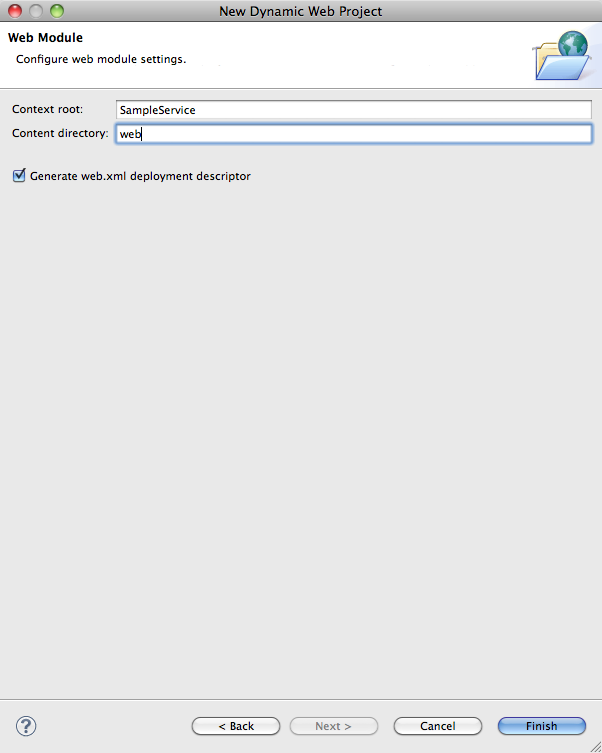 New Dynamic Web Project
Web Module
Configure web module settings.
Context root: SampleService
Content directory: web
Generate web.xml deployment descriptor
? < Back Next > Cancel Finish